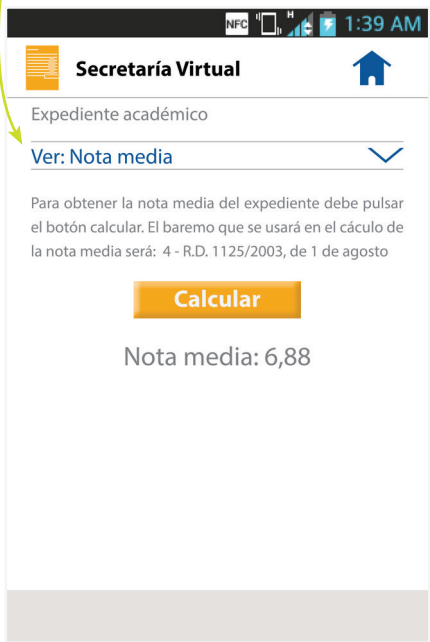 NFC H 1:39 AM
Secretaría Virtual
Expediente académico
Ver: Nota media
Para obtener la nota media del expediente debe pulsar
el botón calcular. El baremo que se usará en el cáculo de
la nota media será: 4 - R.D. 1125/2003, de 1 de agosto
Calcular
Nota media: 6,88